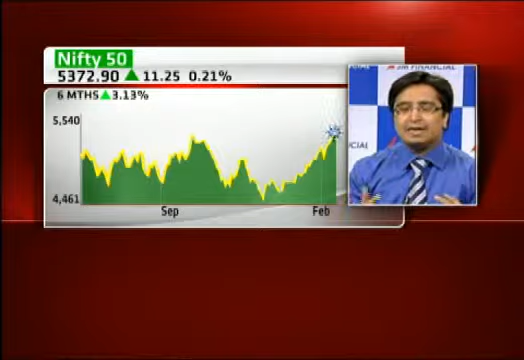 Nifty 50
5372.90 ▲ 11.25 0.21%
6 MTHS ▲ 3.13%
5,540
4,461
Sep
Feb
JM FINANCIAL
CIAL